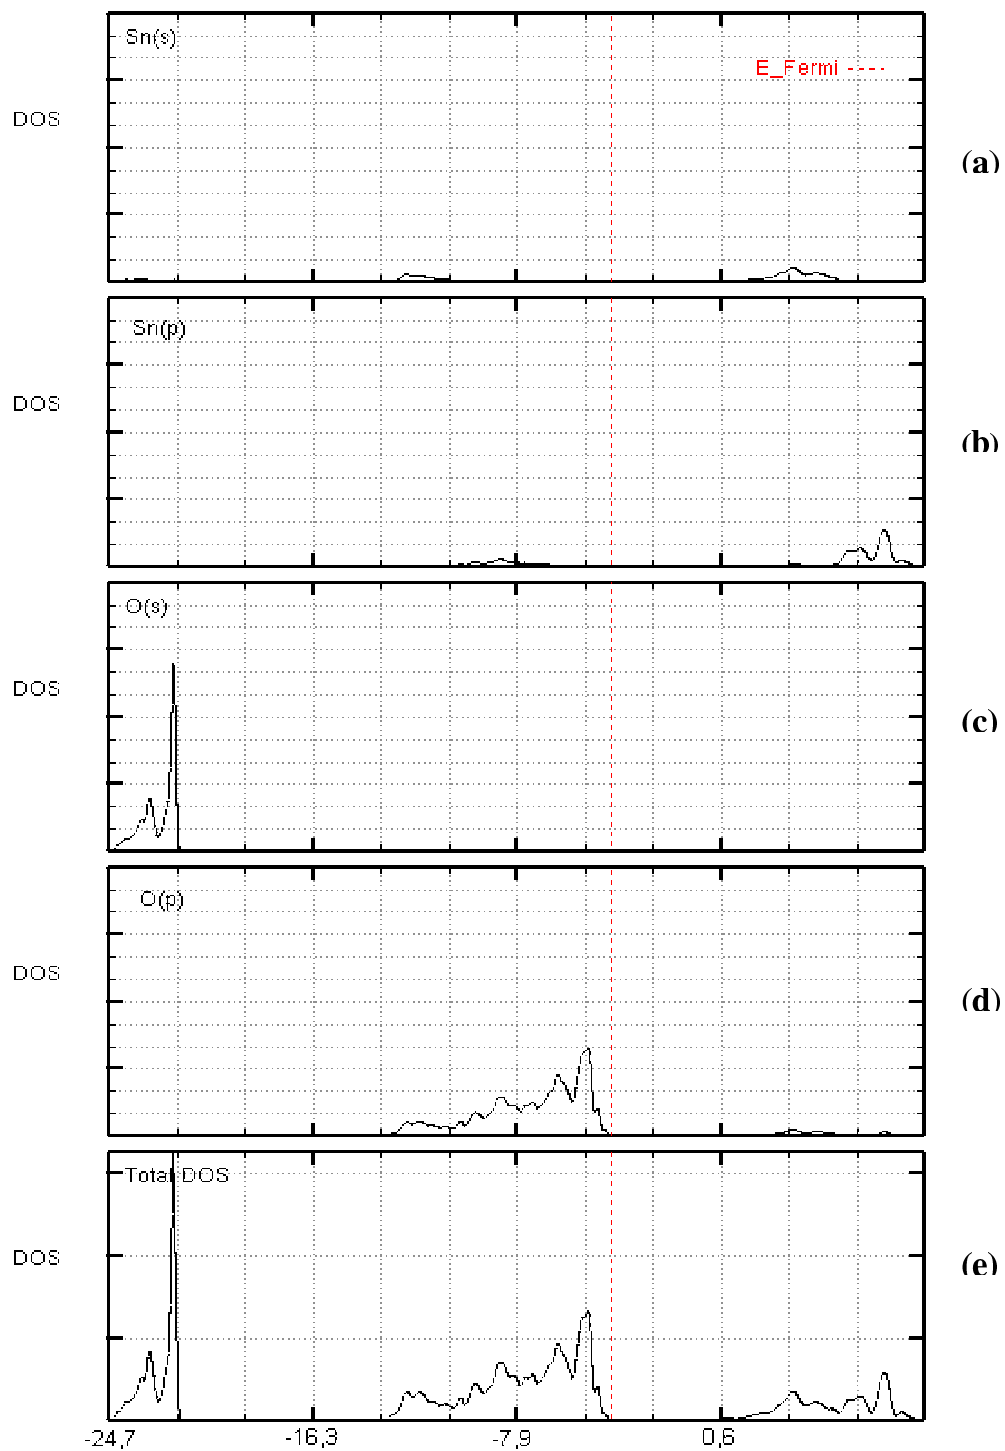 Sn(s)
E_Fermi
DOS
(a)
Sn(p)
DOS
(b)
O(s)
DOS
(c)
O(p)
DOS
(d)
Total DOS
DOS
(e)
-24,7 -16,3 -7,9 0,6